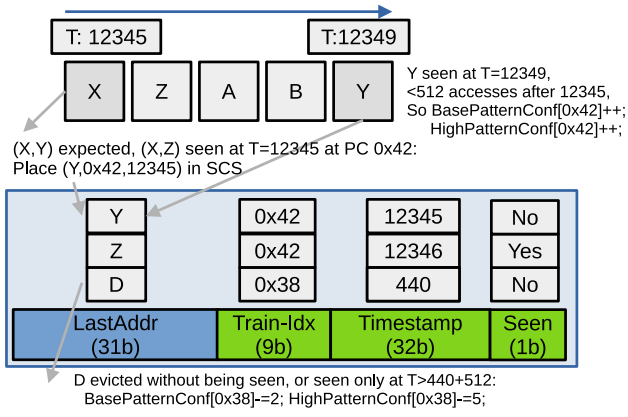 T: 12345
T:12349
X Z A B Y
Y seen at T=12349,
<512 accesses after 12345,
So BasePatternConf[0x42]++;
HighPatternConf[0x42]++;
(X,Y) expected, (X,Z) seen at T=12345 at PC 0x42:
Place (Y,0x42,12345) in SCS
Y 0x42 12345 No
Z 0x42 12346 Yes
D 0x38 440 No
LastAddr Train-Idx Timestamp Seen
(31b) (9b) (32b) (1b)
D evicted without being seen, or seen only at T>440+512:
BasePatternConf[0x38]-=2; HighPatternConf[0x38]-=5;